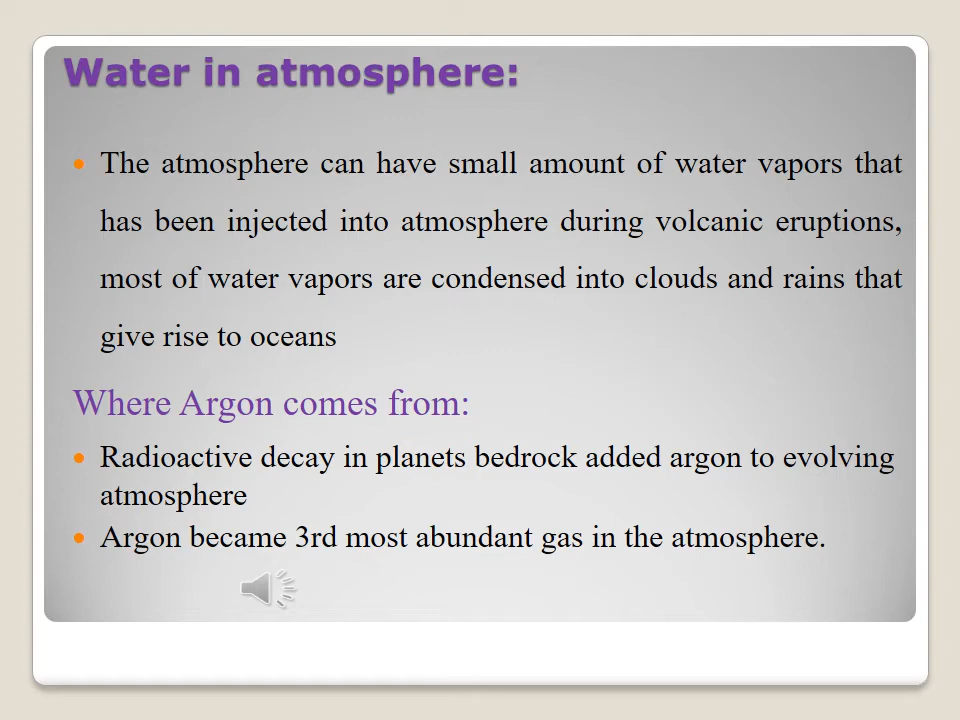 Water in atmosphere:
The atmosphere can have small amount of water vapors that
has been injected into atmosphere during volcanic eruptions,
most of water vapors are condensed into clouds and rains that
give rise to oceans
Where Argon comes from:
Radioactive decay in planets bedrock added argon to evolving
atmosphere
Argon became 3rd most abundant gas in the atmosphere.